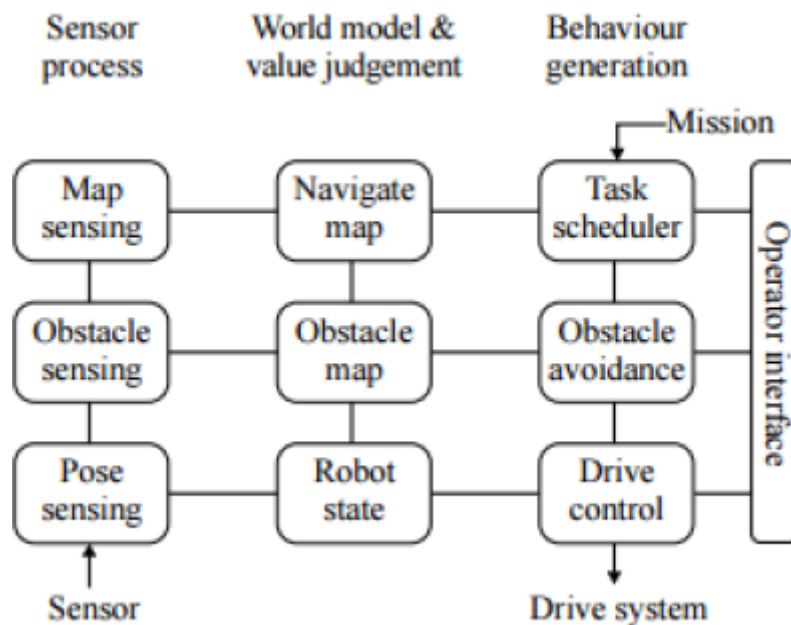 Sensor
process
World model &
value judgement
Behaviour
generation
Mission
Map
sensing
Navigate
map
Task
scheduler
Obstacle
sensing
Obstacle
map
Obstacle
avoidance
Pose
sensing
Robot
state
Drive
control
Operator interface
Sensor
Drive system